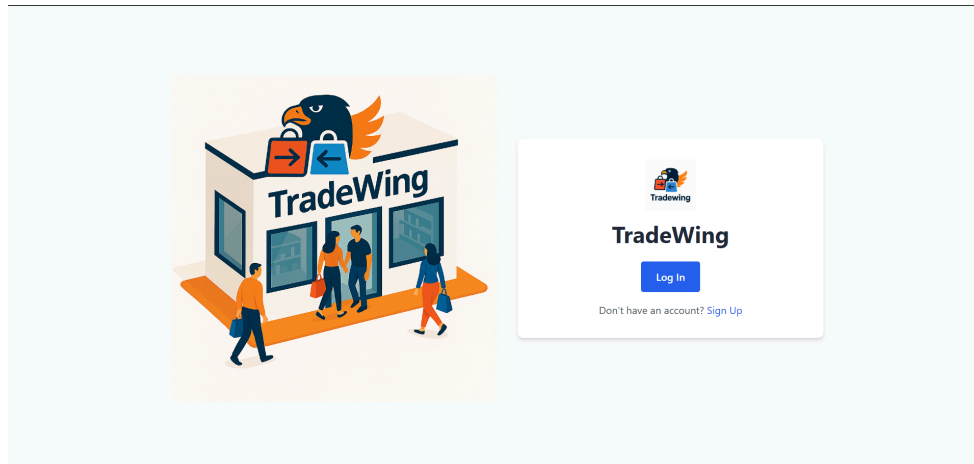 TradeWing
Tradewing
TradeWing
Log In
Don't have an account? Sign Up